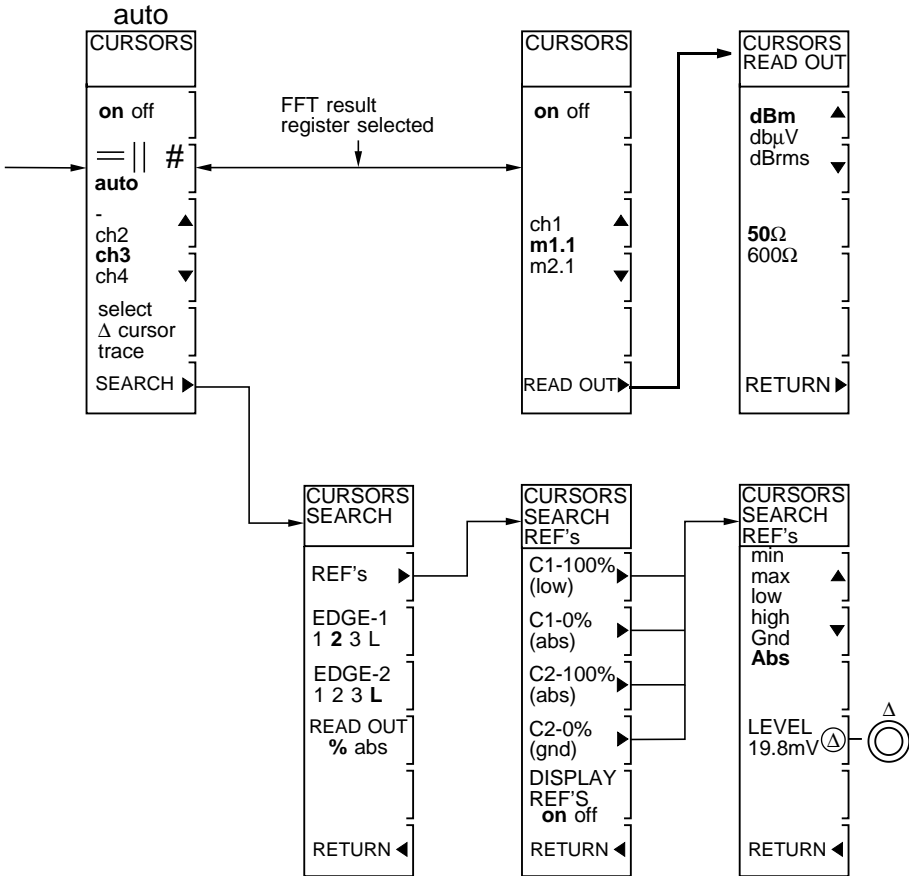 auto
CURSORS
on off
= || #
auto
-
ch2
ch3
ch4
select
Δ cursor
trace
SEARCH ▶
FFT result
register selected
CURSORS
on off
ch1
m1.1
m2.1
READ OUT▶
CURSORS
READ OUT
dBm
dbµV
dBrms
50Ω
600Ω
RETURN ▶
CURSORS
SEARCH
REF's
EDGE-1
1 2 3 L
EDGE-2
1 2 3 L
READ OUT
% abs
RETURN ◀
CURSORS
SEARCH
REF's
C1-100%
(low)
C1-0%
(abs)
C2-100%
(abs)
C2-0%
(gnd)
DISPLAY
REF'S
on off
RETURN ◀
CURSORS
SEARCH
REF's
min
max
low
high
Gnd
Abs
LEVEL
19.8mV Δ
Δ
RETURN ◀